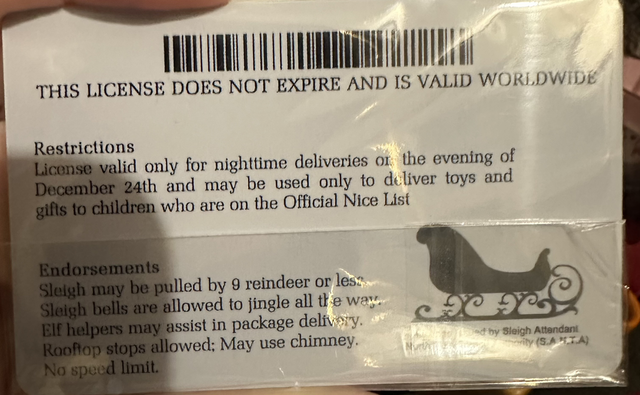 THIS LICENSE DOES NOT EXPIRE AND IS VALID WORLDWIDE
Restrictions
License valid only for nighttime deliveries on the evening of
December 24th and may be used only to deliver toys and
gifts to children who are on the Official Nice List
Endorsements
Sleigh may be pulled by 9 reindeer or less.
Sleigh bells are allowed to jingle all the way.
Elf helpers may assist in package delivery.
Rooftop stops allowed; May use chimney.
No speed limit.
by Sleigh Attendant
(S.A.N.T.A)